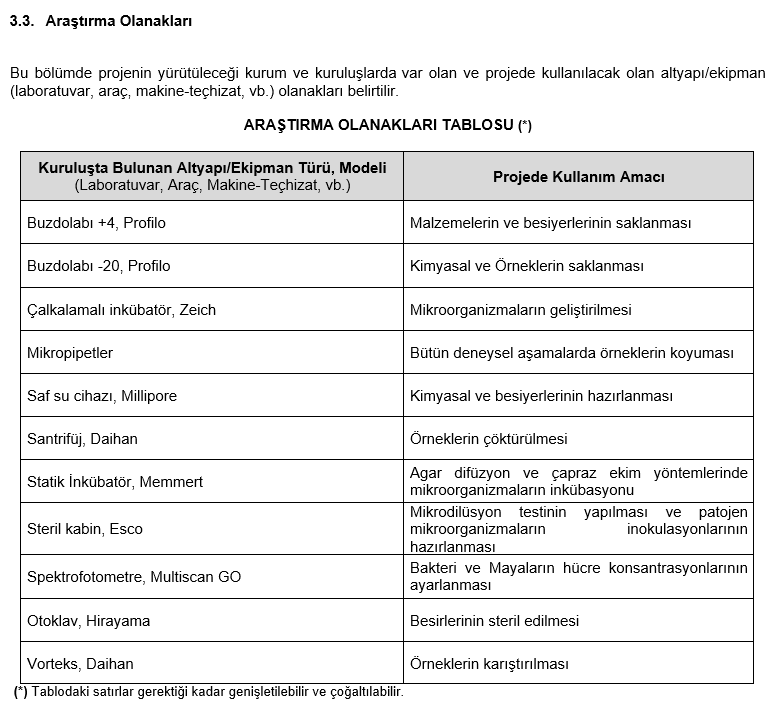 3.3. Araştırma Olanakları
Bu bölümde projenin yürütüleceği kurum ve kuruluşlarda var olan ve projede kullanılacak olan altyapı/ekipman
(laboratuvar, araç, makine-teçhizat, vb.) olanakları belirtilir.
ARAŞTIRMA OLANAKLARI TABLOSU (*)
Kuruluşta Bulunan Altyapı/Ekipman Türü, Modeli
(Laboratuvar, Araç, Makine-Teçhizat, vb.)
Projede Kullanım Amacı
Buzdolabı +4, Profilo
Malzemelerin ve besiyerlerinin saklanması
Buzdolabı -20, Profilo
Kimyasal ve Örneklerin saklanması
Çalkalamalı inkübatör, Zeich
Mikroorganizmaların geliştirilmesi
Mikropipetler
Bütün deneysel aşamalarda örneklerin koyuması
Saf su cihazı, Millipore
Kimyasal ve besiyerlerinin hazırlanması
Santrifüj, Daihan
Örneklerin çöktürülmesi
Statik İnkübatör, Memmert
Agar difüzyon ve çapraz ekim yöntemlerinde
mikroorganizmaların inkübasyonu
Steril kabin, Esco
Mikrodilüsyon testinin yapılması ve patojen
mikroorganizmaların inokulasyonlarının
hazırlanması
Spektrofotometre, Multiscan GO
Bakteri ve Mayaların hücre konsantrasyonlarının
ayarlanması
Otoklav, Hirayama
Besirlerinin steril edilmesi
Vorteks, Daihan
Örneklerin karıştırılması
(*) Tablodaki satırlar gerektiği kadar genişletilebilir ve çoğaltılabilir.